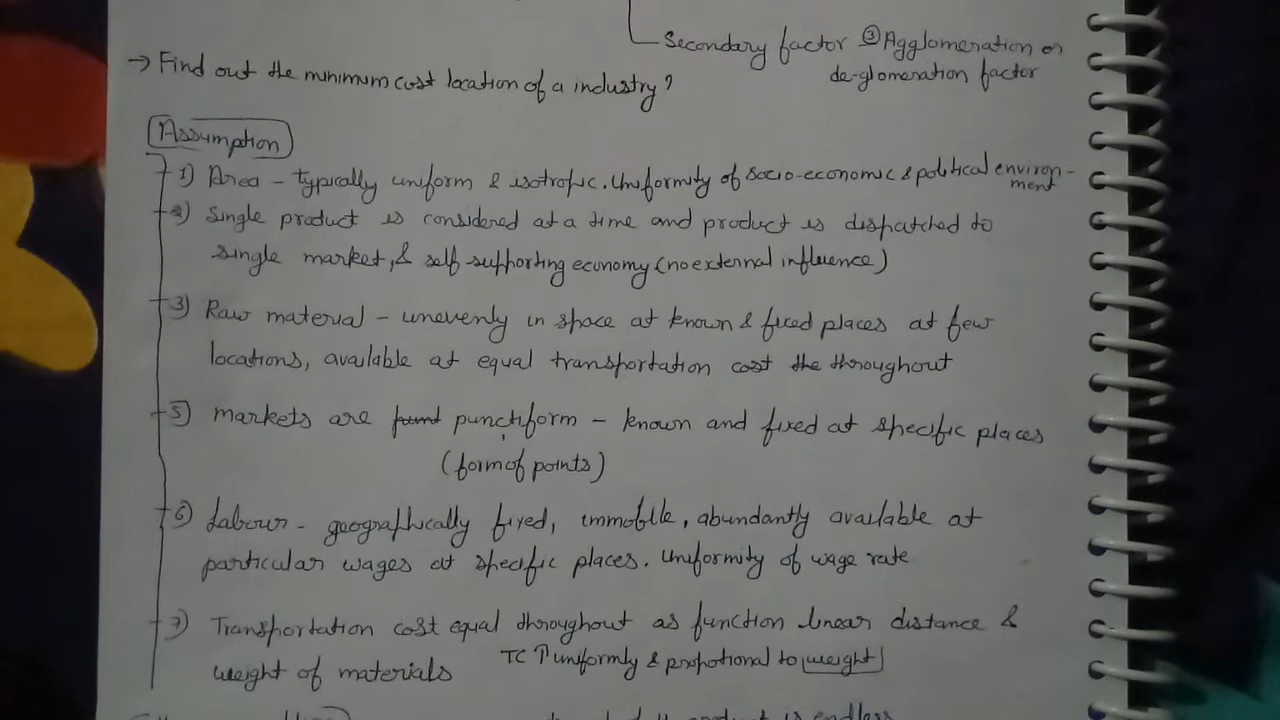 Secondary factor ③ Agglomeration or
de-glomeration factor
→ Find out the minimum cost location of a industry?
Assumption
1) Area - typically uniform & isotropic. Uniformity of socio-economic & political environ-
ment
2) Single product is considered at a time and product is dispatched to
single market, & self-supporting economy (no external influence)
3) Raw material - unevenly in space at known & fixed places at few
locations, available at equal transportation cost the throughout
5) markets are found punctiform - known and fixed at specific places
(form of points)
6) Labour - geographically fixed, immobile, abundantly available at
particular wages at specific places. Uniformity of wage rate
7) Transportation cost equal throughout as function linear distance &
weight of materials TC ↑ uniformly & propotional to weight
product is endless